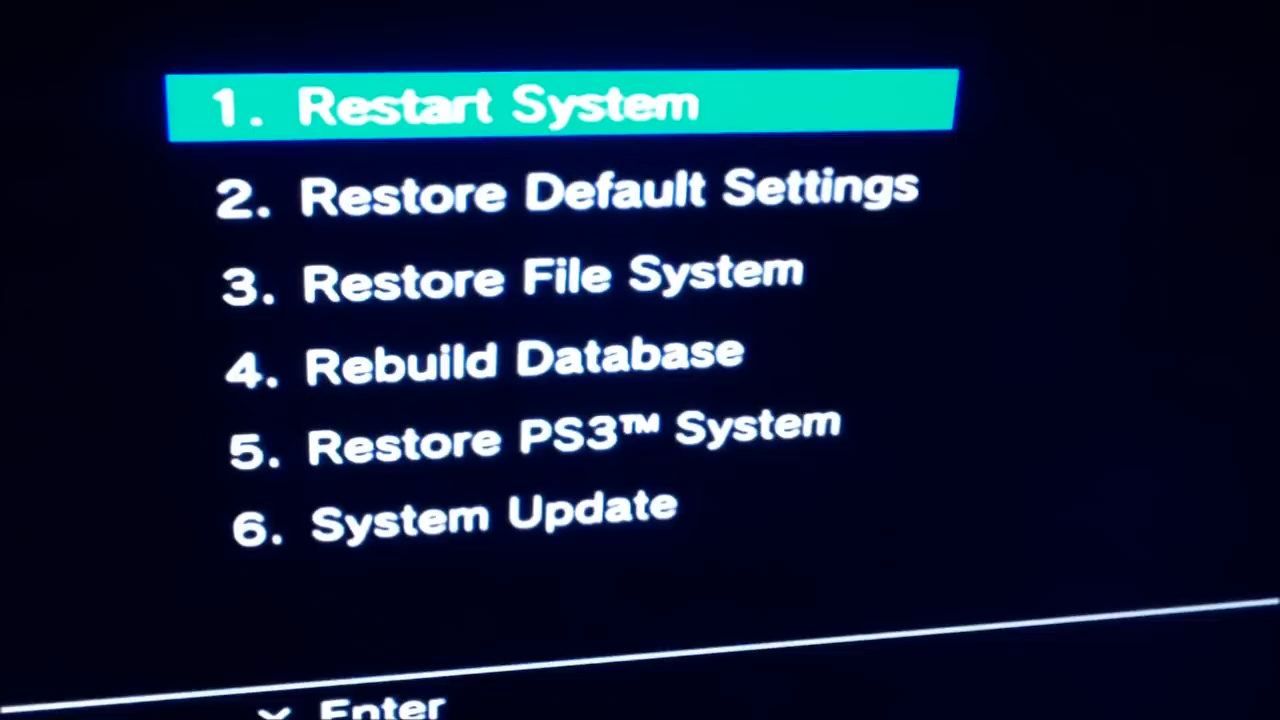 1. Restart System
2. Restore Default Settings
3. Restore File System
4. Rebuild Database
5. Restore PS3™ System
6. System Update
Enter